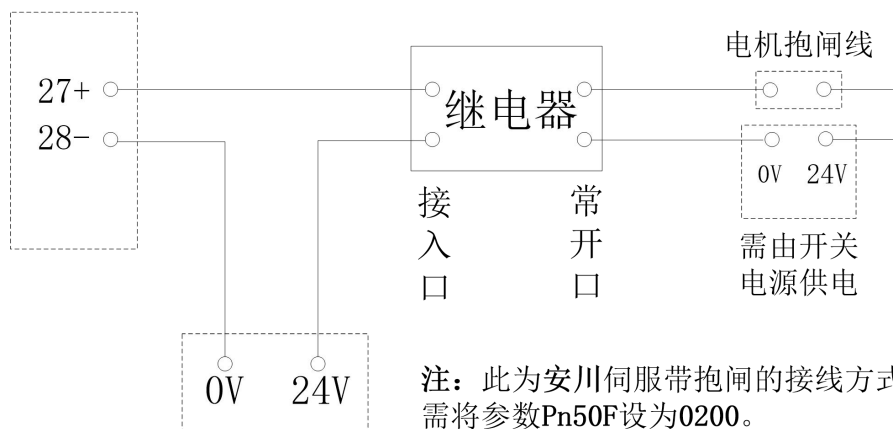 电机抱闸线
27+
28-
继电器
0V 24V
接入口
常开口
需由开关
电源供电
0V 24V
注：此为安川伺服带抱闸的接线方式
需将参数Pn50F设为0200。